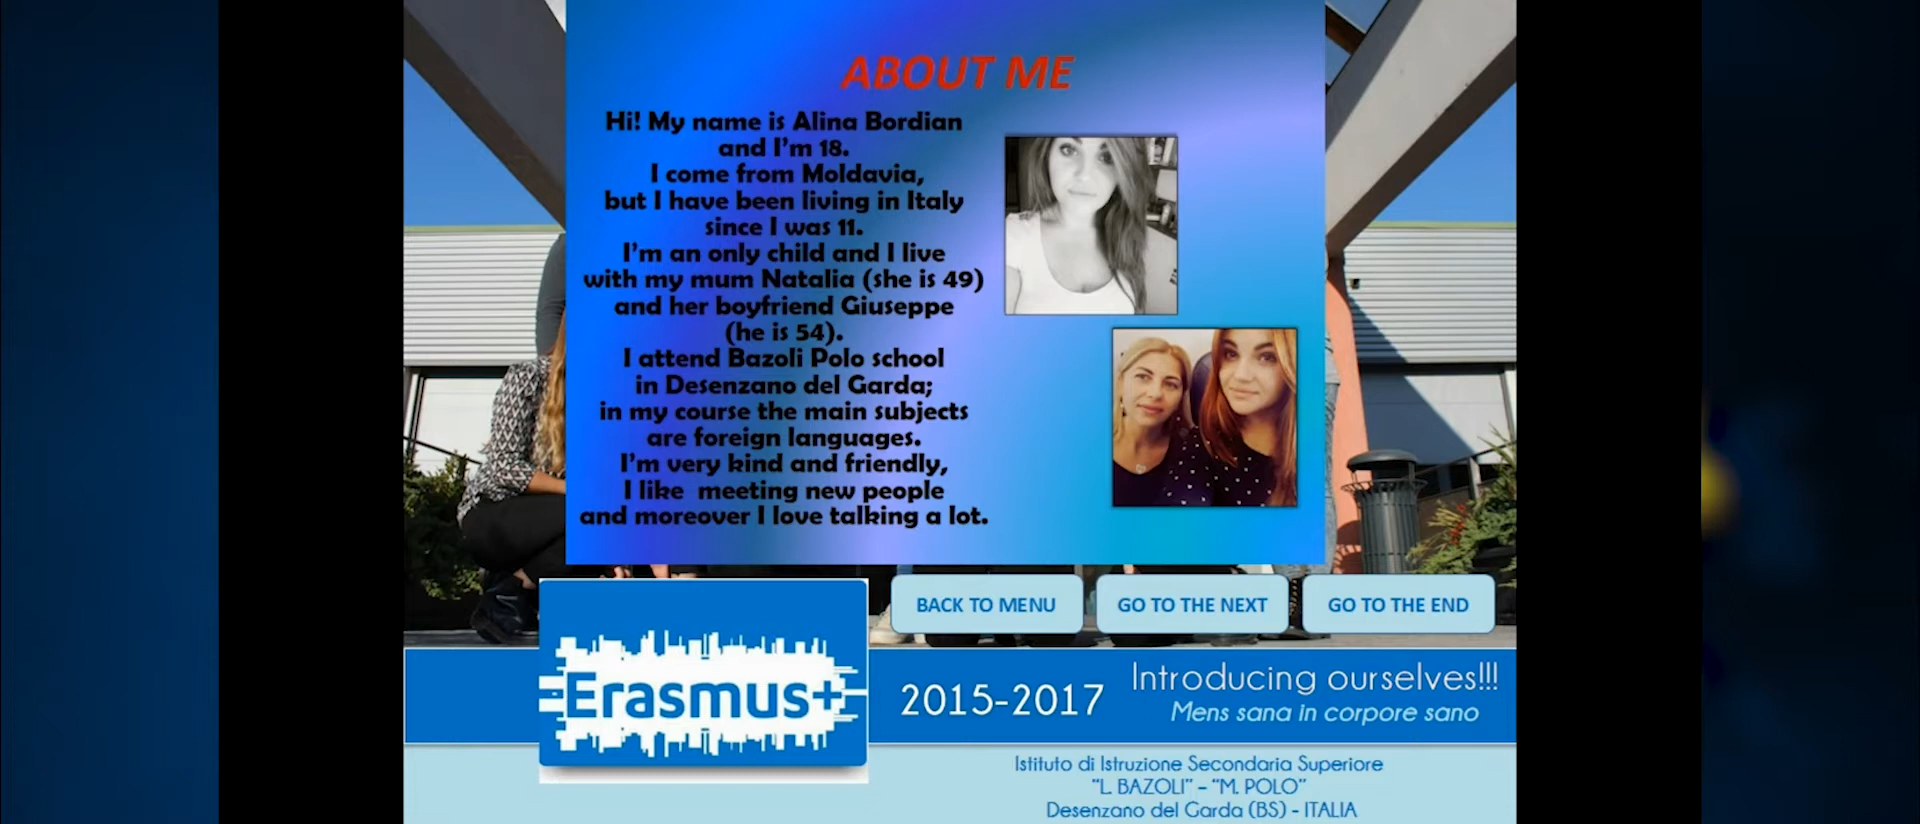 ABOUT ME
Hi! My name is Alina Bordian
and I'm 18.
I come from Moldavia,
but I have been living in Italy
since I was 11.
I'm an only child and I live
with my mum Natalia (she is 49)
and her boyfriend Giuseppe
(he is 54).
I attend Bazoli Polo school
in Desenzano del Garda;
in my course the main subjects
are foreign languages.
I'm very kind and friendly,
I like meeting new people
and moreover I love talking a lot.
BACK TO MENU
GO TO THE NEXT
GO TO THE END
Erasmus+
2015-2017
Introducing ourselves!!!
Mens sana in corpore sano
Istituto di Istruzione Secondaria Superiore
"L. BAZOLI" - "M. POLO"
Desenzano del Garda (BS) - ITALIA